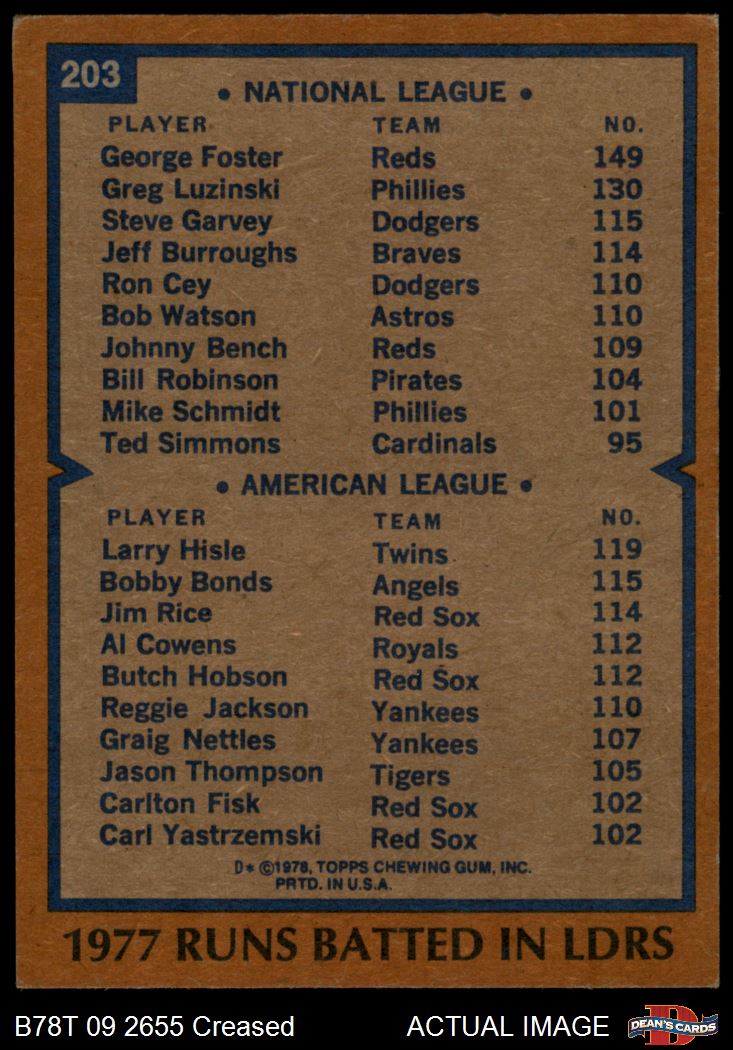 203
• NATIONAL LEAGUE •
PLAYER TEAM NO.
George Foster Reds 149
Greg Luzinski Phillies 130
Steve Garvey Dodgers 115
Jeff Burroughs Braves 114
Ron Cey Dodgers 110
Bob Watson Astros 110
Johnny Bench Reds 109
Bill Robinson Pirates 104
Mike Schmidt Phillies 101
Ted Simmons Cardinals 95
• AMERICAN LEAGUE •
PLAYER TEAM NO.
Larry Hisle Twins 119
Bobby Bonds Angels 115
Jim Rice Red Sox 114
Al Cowens Royals 112
Butch Hobson Red Sox 112
Reggie Jackson Yankees 110
Graig Nettles Yankees 107
Jason Thompson Tigers 105
Carlton Fisk Red Sox 102
Carl Yastrzemski Red Sox 102
D* ©1978, TOPPS CHEWING GUM, INC.
PRTD. IN U.S.A.
1977 RUNS BATTED IN LDRS
B78T 09 2655 Creased ACTUAL IMAGE DEAN'S CARDS